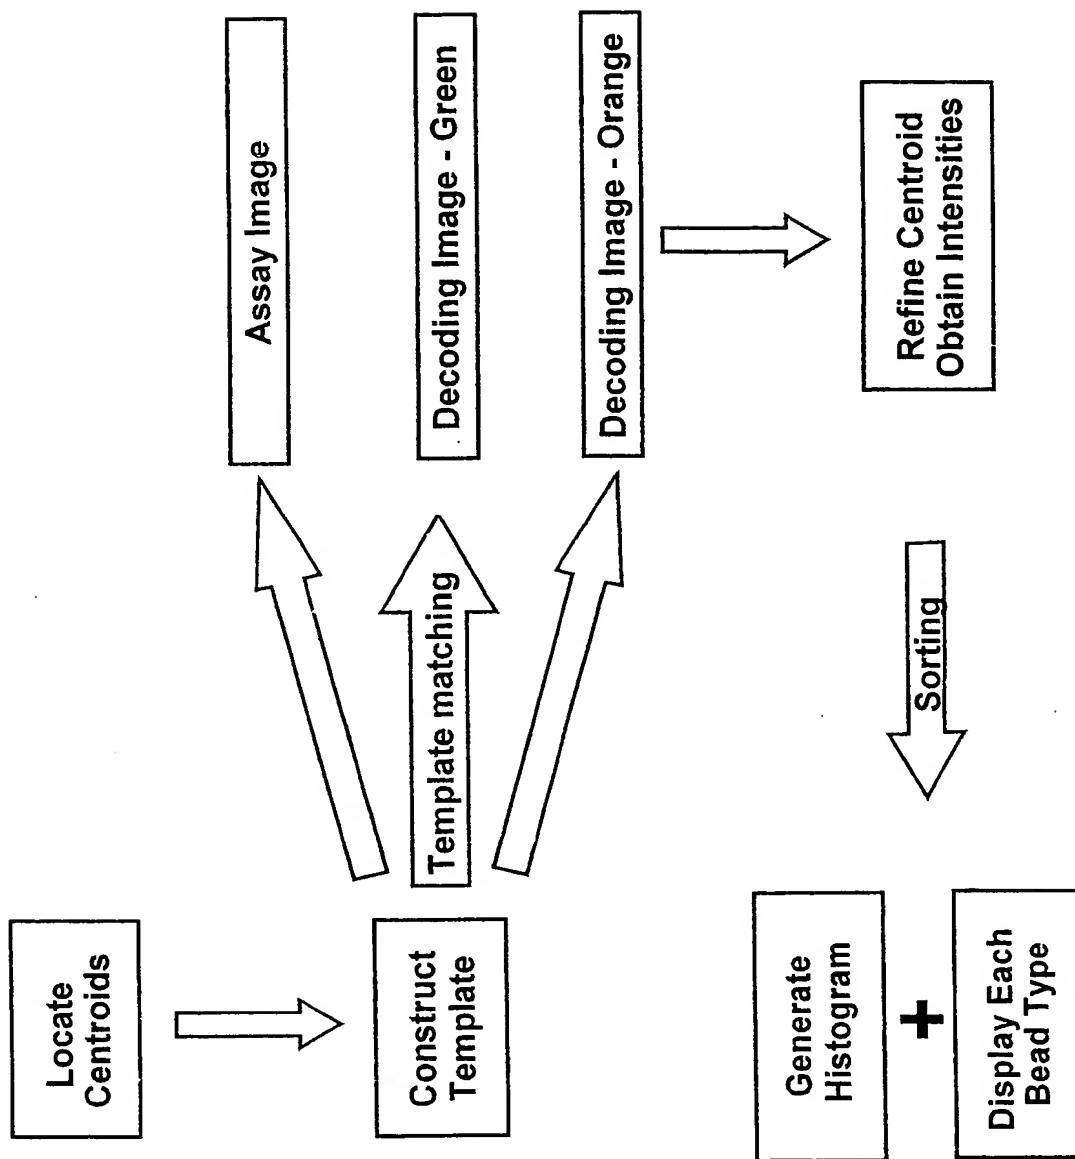 Locate
Centroids
Construct
Template
Template matching
Assay Image
Decoding Image - Green
Decoding Image - Orange
Refine Centroid
Obtain Intensities
Sorting
Generate
Histogram
+
Display Each
Bead Type